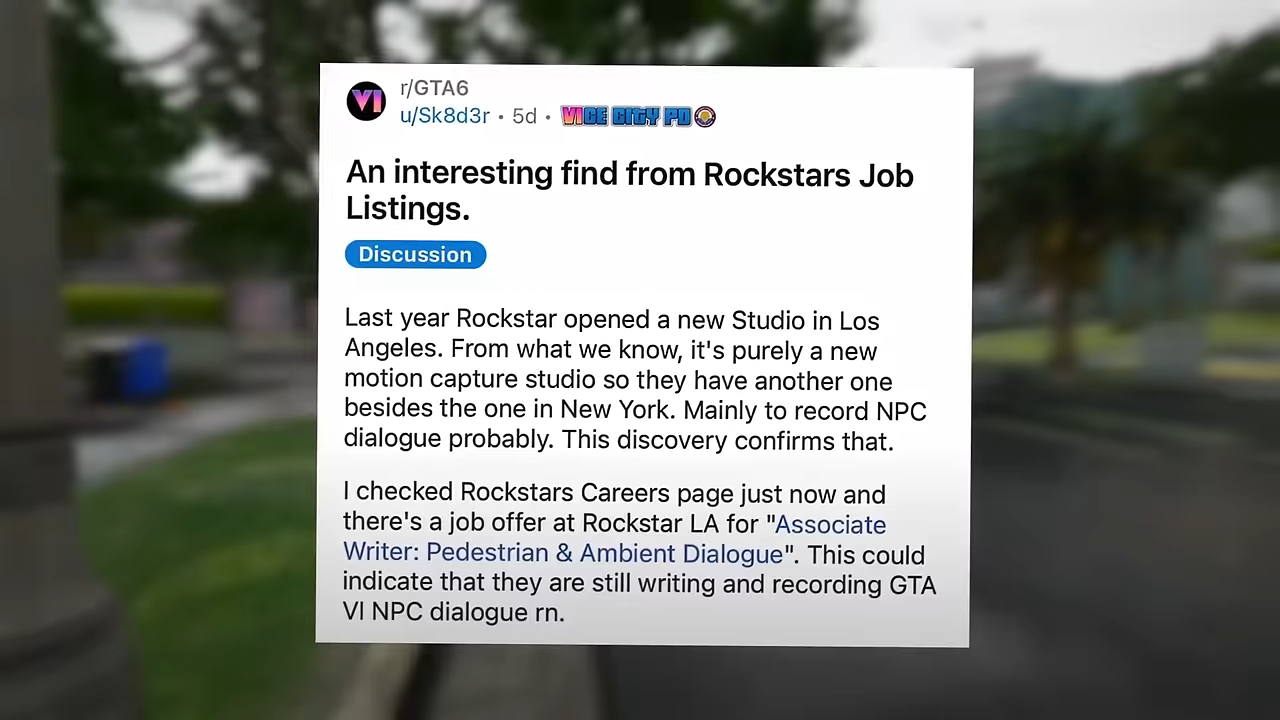 r/GTA6
VI
u/Sk8d3r • 5d • VICE CITY PD
An interesting find from Rockstars Job
Listings.
Discussion
Last year Rockstar opened a new Studio in Los
Angeles. From what we know, it's purely a new
motion capture studio so they have another one
besides the one in New York. Mainly to record NPC
dialogue probably. This discovery confirms that.
I checked Rockstars Careers page just now and
there's a job offer at Rockstar LA for "Associate
Writer: Pedestrian & Ambient Dialogue". This could
indicate that they are still writing and recording GTA
VI NPC dialogue rn.